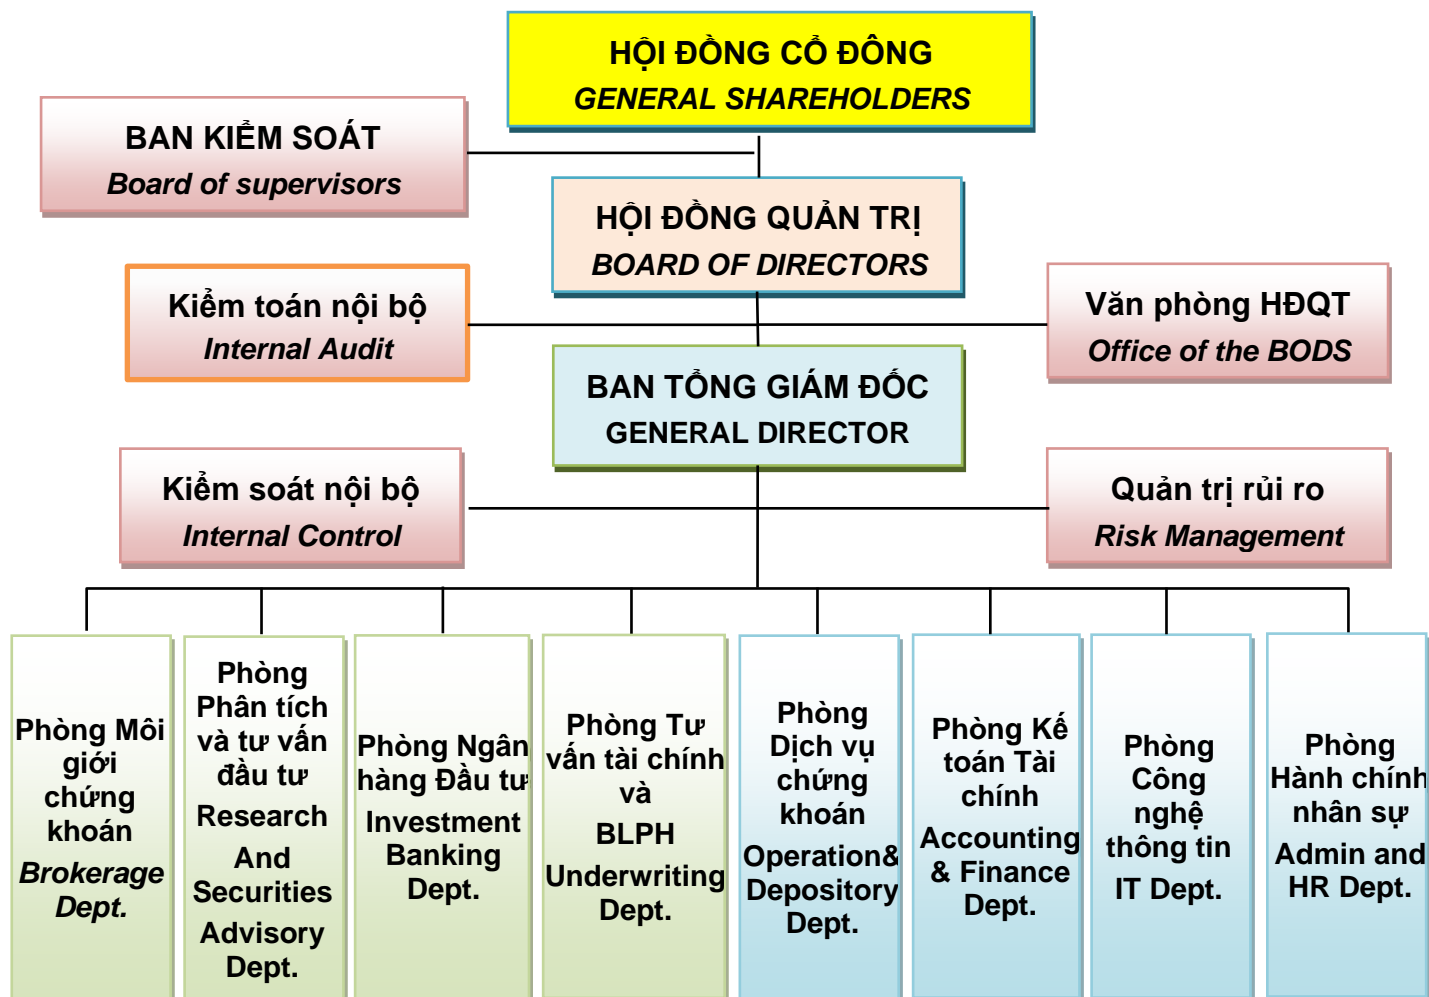 HỘI ĐỒNG CỔ ĐÔNG
GENERAL SHAREHOLDERS
BAN KIỂM SOÁT
Board of supervisors
HỘI ĐỒNG QUẢN TRỊ
BOARD OF DIRECTORS
Kiểm toán nội bộ
Internal Audit
Văn phòng HĐQT
Office of the BODS
BAN TỔNG GIÁM ĐỐC
GENERAL DIRECTOR
Kiểm soát nội bộ
Internal Control
Quản trị rủi ro
Risk Management
Phòng Môi
giới
chứng
khoán
Brokerage
Dept.
Phòng
Phân tích
và tư vấn
đầu tư
Research
And
Securities
Advisory
Dept.
Phòng Ngân
hàng Đầu tư
Investment
Banking
Dept.
Phòng Tư
vấn tài chính
và
BLPH
Underwriting
Dept.
Phòng
Dịch vụ
chứng
khoán
Operation&
Depository
Dept.
Phòng Kế
toán Tài
chính
Accounting
& Finance
Dept.
Phòng
Công
nghệ
thông tin
IT Dept.
Phòng
Hành chính
nhân sự
Admin and
HR Dept.